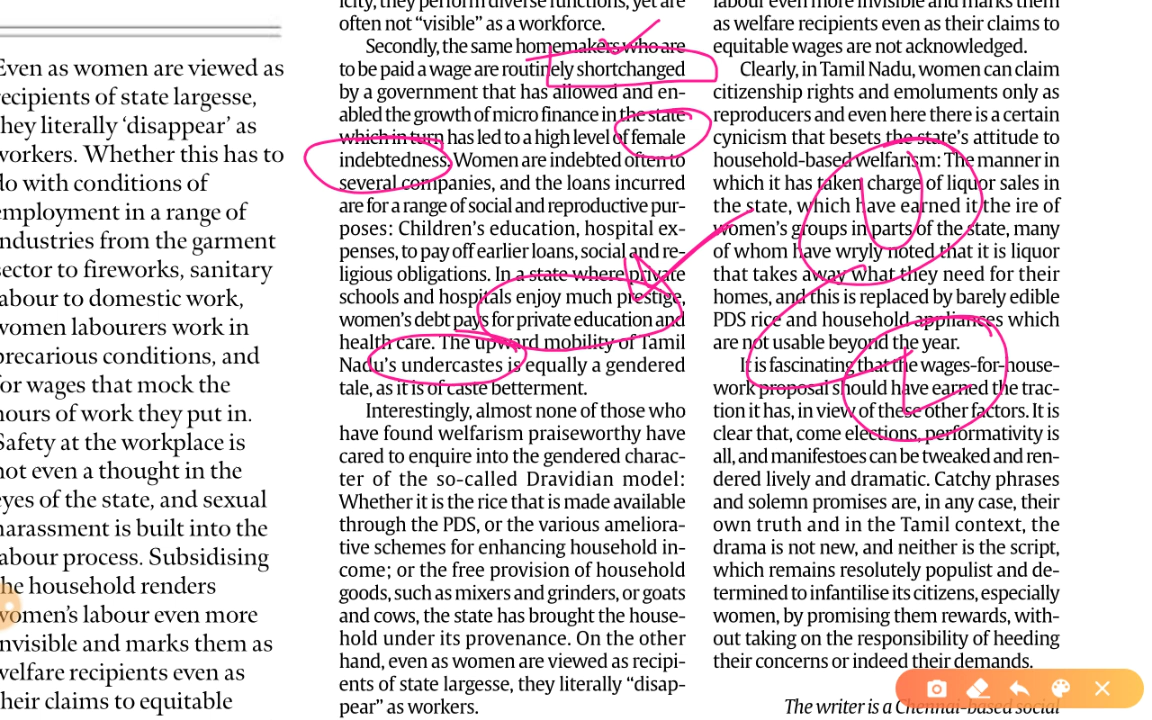 Even as women are viewed as
recipients of state largesse,
they literally ‘disappear’ as
workers. Whether this has to
do with conditions of
employment in a range of
industries from the garment
sector to fireworks, sanitary
labour to domestic work,
women labourers work in
precarious conditions, and
for wages that mock the
hours of work they put in.
Safety at the workplace is
not even a thought in the
eyes of the state, and sexual
harassment is built into the
labour process. Subsidising
the household renders
women’s labour even more
invisible and marks them as
welfare recipients even as
their claims to equitable
icity, they perform diverse functions, yet are
often not “visible” as a workforce.
Secondly, the same homemakers who are
to be paid a wage are routinely shortchanged
by a government that has allowed and en-
abled the growth of micro finance in the state
which in turn has led to a high level of female
indebtedness. Women are indebted often to
several companies, and the loans incurred
are for a range of social and reproductive pur-
poses: Children’s education, hospital ex-
penses, to pay off earlier loans, social and re-
ligious obligations. In a state where private
schools and hospitals enjoy much prestige,
women’s debt pays for private education and
health care. The upward mobility of Tamil
Nadu’s undercastes is equally a gendered
tale, as it is of caste betterment.
Interestingly, almost none of those who
have found welfarism praiseworthy have
cared to enquire into the gendered charac-
ter of the so-called Dravidian model:
Whether it is the rice that is made available
through the PDS, or the various ameliora-
tive schemes for enhancing household in-
come; or the free provision of household
goods, such as mixers and grinders, or goats
and cows, the state has brought the house-
hold under its provenance. On the other
hand, even as women are viewed as recipi-
ents of state largesse, they literally “disap-
pear” as workers.
labour even more invisible and marks them
as welfare recipients even as their claims to
equitable wages are not acknowledged.
Clearly, in Tamil Nadu, women can claim
citizenship rights and emoluments only as
reproducers and even here there is a certain
cynicism that besets the state’s attitude to
household-based welfarism: The manner in
which it has taken charge of liquor sales in
the state, which have earned it the ire of
women’s groups in parts of the state, many
of whom have wryly noted that it is liquor
that takes away what they need for their
homes, and this is replaced by barely edible
PDS rice and household appliances which
are not usable beyond the year.
It is fascinating that the wages-for-house-
work proposal should have earned the trac-
tion it has, in view of these other factors. It is
clear that, come elections, performativity is
all, and manifestoes can be tweaked and ren-
dered lively and dramatic. Catchy phrases
and solemn promises are, in any case, their
own truth and in the Tamil context, the
drama is not new, and neither is the script,
which remains resolutely populist and de-
termined to infantilise its citizens, especially
women, by promising them rewards, with-
out taking on the responsibility of heeding
their concerns or indeed their demands.
The writer is a Chennai-based social